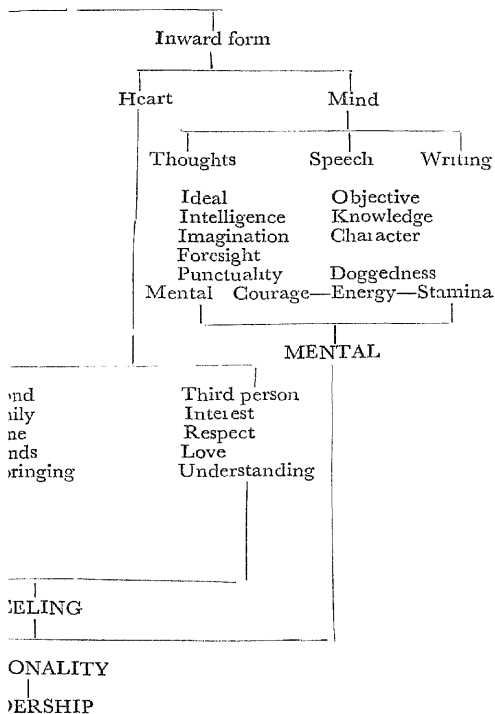 Inward form
Heart Mind
Thoughts Speech Writing
Ideal Objective
Intelligence Knowledge
Imagination Character
Foresight
Punctuality Doggedness
Mental Courage—Energy—Stamina
MENTAL
Third person
Interest
Respect
Love
Understanding